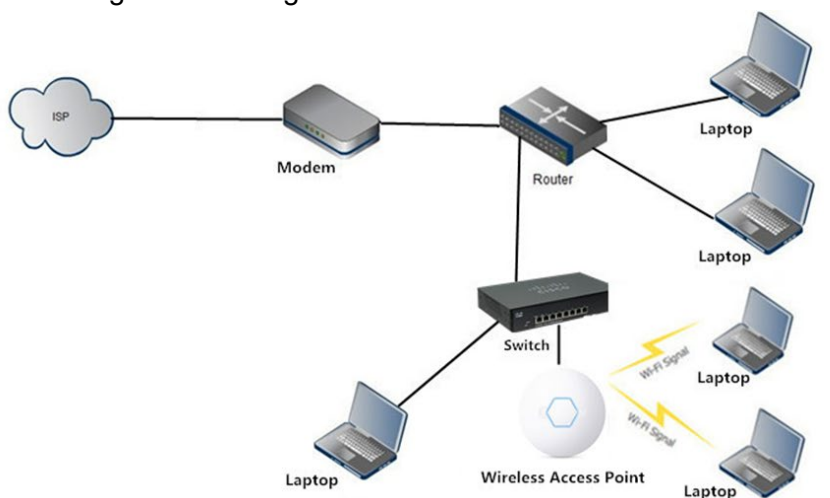 ISP
Modem
Router
Laptop
Laptop
Switch
Wi-Fi Signal
Laptop
Wi-Fi Signal
Laptop
Wireless Access Point
Laptop